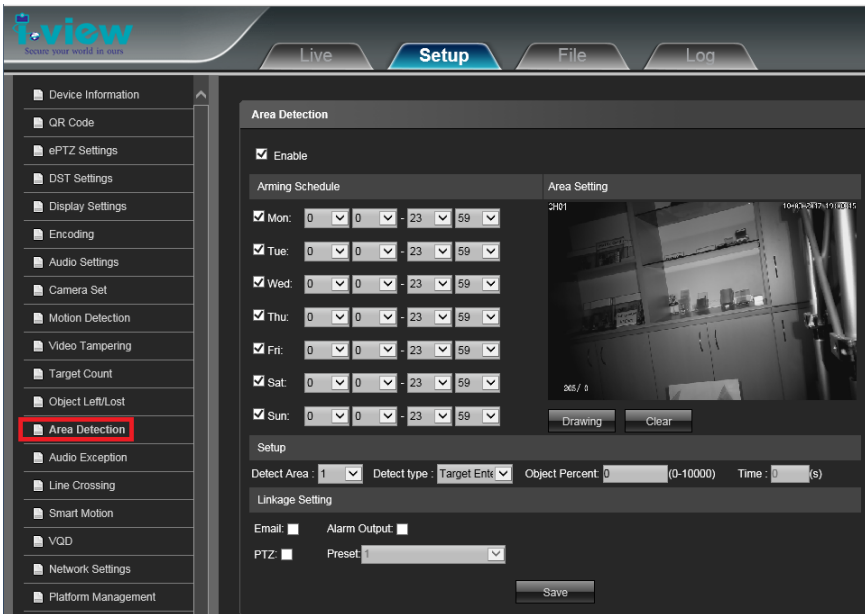 i-view
Secure your world in ours
Live
Setup
File
Log
Device Information
QR Code
ePTZ Settings
DST Settings
Display Settings
Encoding
Audio Settings
Camera Set
Motion Detection
Video Tampering
Target Count
Object Left/Lost
Area Detection
Audio Exception
Line Crossing
Smart Motion
VQD
Network Settings
Platform Management
Area Detection
Enable
Arming Schedule
Mon: 0 0 - 23 59
Tue: 0 0 - 23 59
Wed: 0 0 - 23 59
Thu: 0 0 - 23 59
Fri: 0 0 - 23 59
Sat: 0 0 - 23 59
Sun: 0 0 - 23 59
Area Setting
CH01
265/ 0
Drawing Clear
Setup
Detect Area : 1 Detect type : Target Ente Object Percent: 0 (0-10000) Time : 0 (s)
Linkage Setting
Email: Alarm Output:
PTZ: Preset: 1
Save